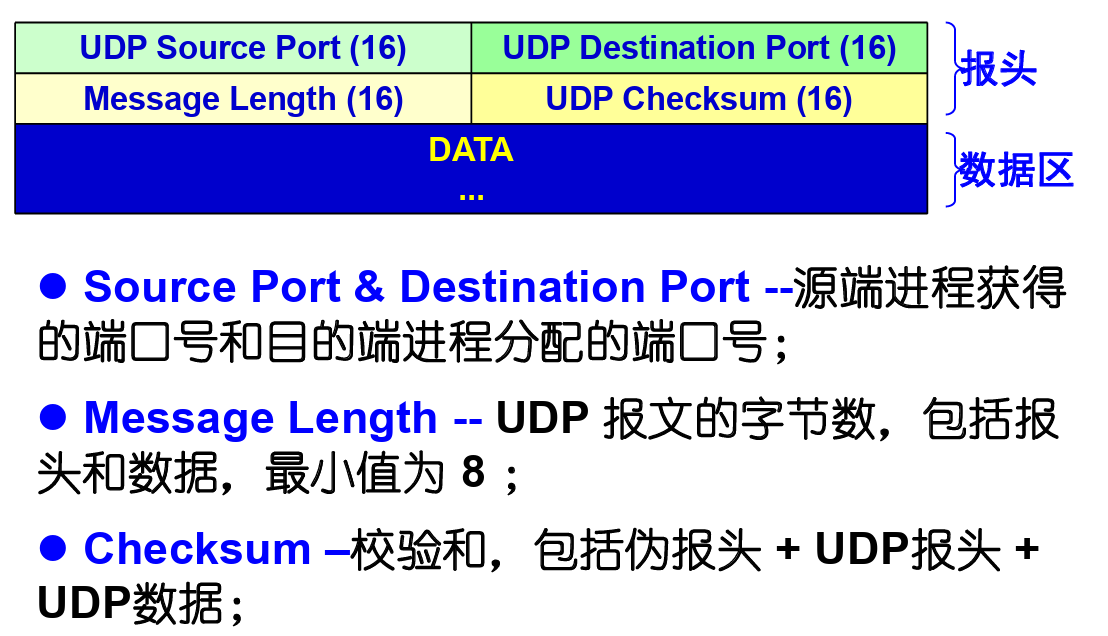 UDP Source Port (16) UDP Destination Port (16)
报头
Message Length (16) UDP Checksum (16)
DATA
...
数据区
● Source Port & Destination Port --源端进程获得
的端口号和目的端进程分配的端口号；
● Message Length -- UDP 报文的字节数，包括报
头和数据，最小值为 8 ；
● Checksum –校验和，包括伪报头 + UDP报头 +
UDP数据；